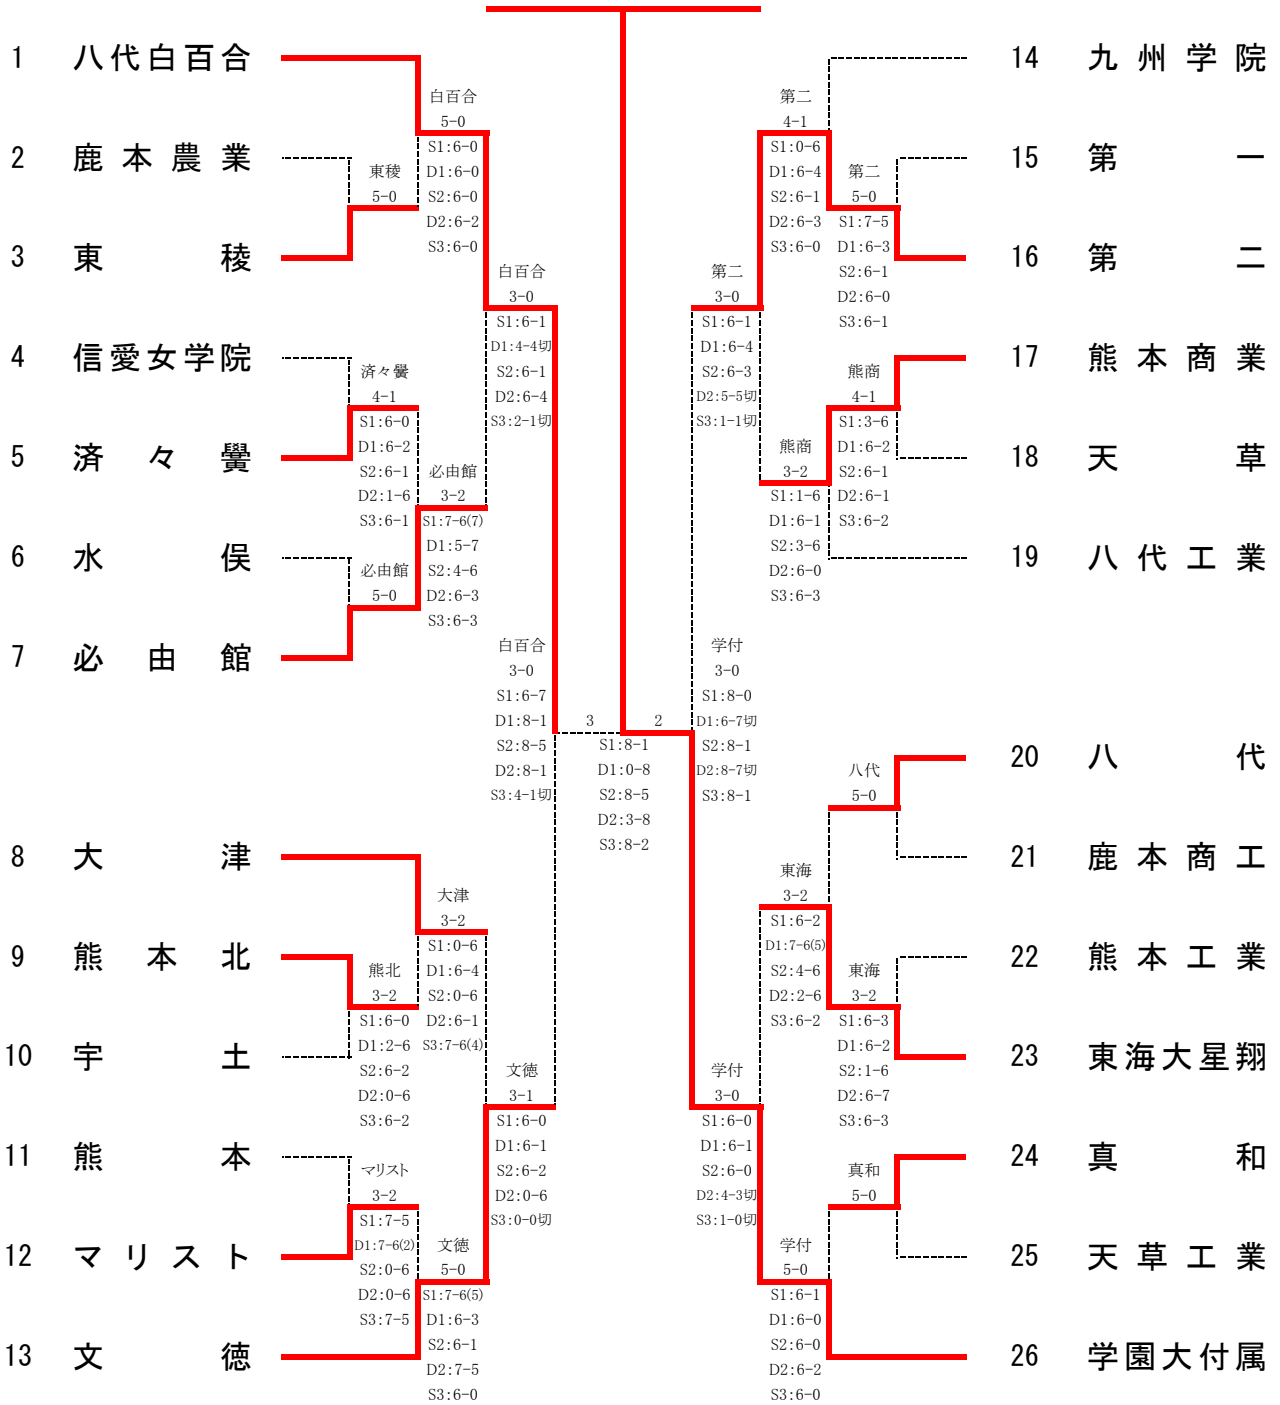 1 八代白百合
2 鹿本農業
3 東稜
4 信愛女学院
5 済々黌
6 水俣
7 必由館
8 大津
9 熊本北
10 宇土
11 熊本
12 マリスト
13 文徳
東稜
5-0
済々黌
4-1
S1:6-0
D1:6-2
S2:6-1
D2:1-6
S3:6-1
必由館
5-0
熊北
3-2
S1:6-0
D1:2-6
S2:6-2
D2:0-6
S3:6-2
マリスト
3-2
S1:7-5
D1:7-6(2)
S2:0-6
D2:0-6
S3:7-5
白百合
5-0
S1:6-0
D1:6-0
S2:6-0
D2:6-2
S3:6-0
必由館
3-2
S1:7-6(7)
D1:5-7
S2:4-6
D2:6-3
S3:6-3
大津
3-2
S1:0-6
D1:6-4
S2:0-6
D2:6-1
S3:7-6(4)
文徳
5-0
S1:7-6(5)
D1:6-3
S2:6-1
D2:7-5
S3:6-0
白百合
3-0
S1:6-1
D1:4-4切
S2:6-1
D2:6-4
S3:2-1切
文徳
3-1
S1:6-0
D1:6-1
S2:6-2
D2:0-6
S3:0-0切
白百合
3-0
S1:6-7
D1:8-1
S2:8-5
D2:8-1
S3:4-1切
3 2
S1:8-1
D1:0-8
S2:8-5
D2:3-8
S3:8-2
学付
3-0
S1:8-0
D1:6-7切
S2:8-1
D2:8-7切
S3:8-1
第二
3-0
S1:6-1
D1:6-4
S2:6-3
D2:5-5切
S3:1-1切
学付
3-0
S1:6-0
D1:6-1
S2:6-0
D2:4-3切
S3:1-0切
第二
4-1
S1:0-6
D1:6-4
S2:6-1
D2:6-3
S3:6-0
熊商
3-2
S1:1-6
D1:6-1
S2:3-6
D2:6-0
S3:6-3
東海
3-2
S1:6-2
D1:7-6(5)
S2:4-6
D2:2-6
S3:6-2
学付
5-0
S1:6-1
D1:6-0
S2:6-0
D2:6-2
S3:6-0
第二
5-0
S1:7-5
D1:6-3
S2:6-1
D2:6-0
S3:6-1
熊商
4-1
S1:3-6
D1:6-2
S2:6-1
D2:6-1
S3:6-2
八代
5-0
東海
3-2
S1:6-3
D1:6-2
S2:1-6
D2:6-7
S3:6-3
真和
5-0
14 九州学院
15 第一
16 第二
17 熊本商業
18 天草
19 八代工業
20 八代
21 鹿本商工
22 熊本工業
23 東海大星翔
24 真和
25 天草工業
26 学園大付属